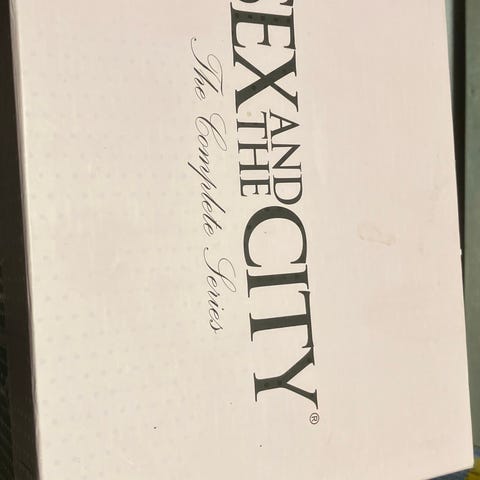 SEX AND THE CITY®
The Complete Series